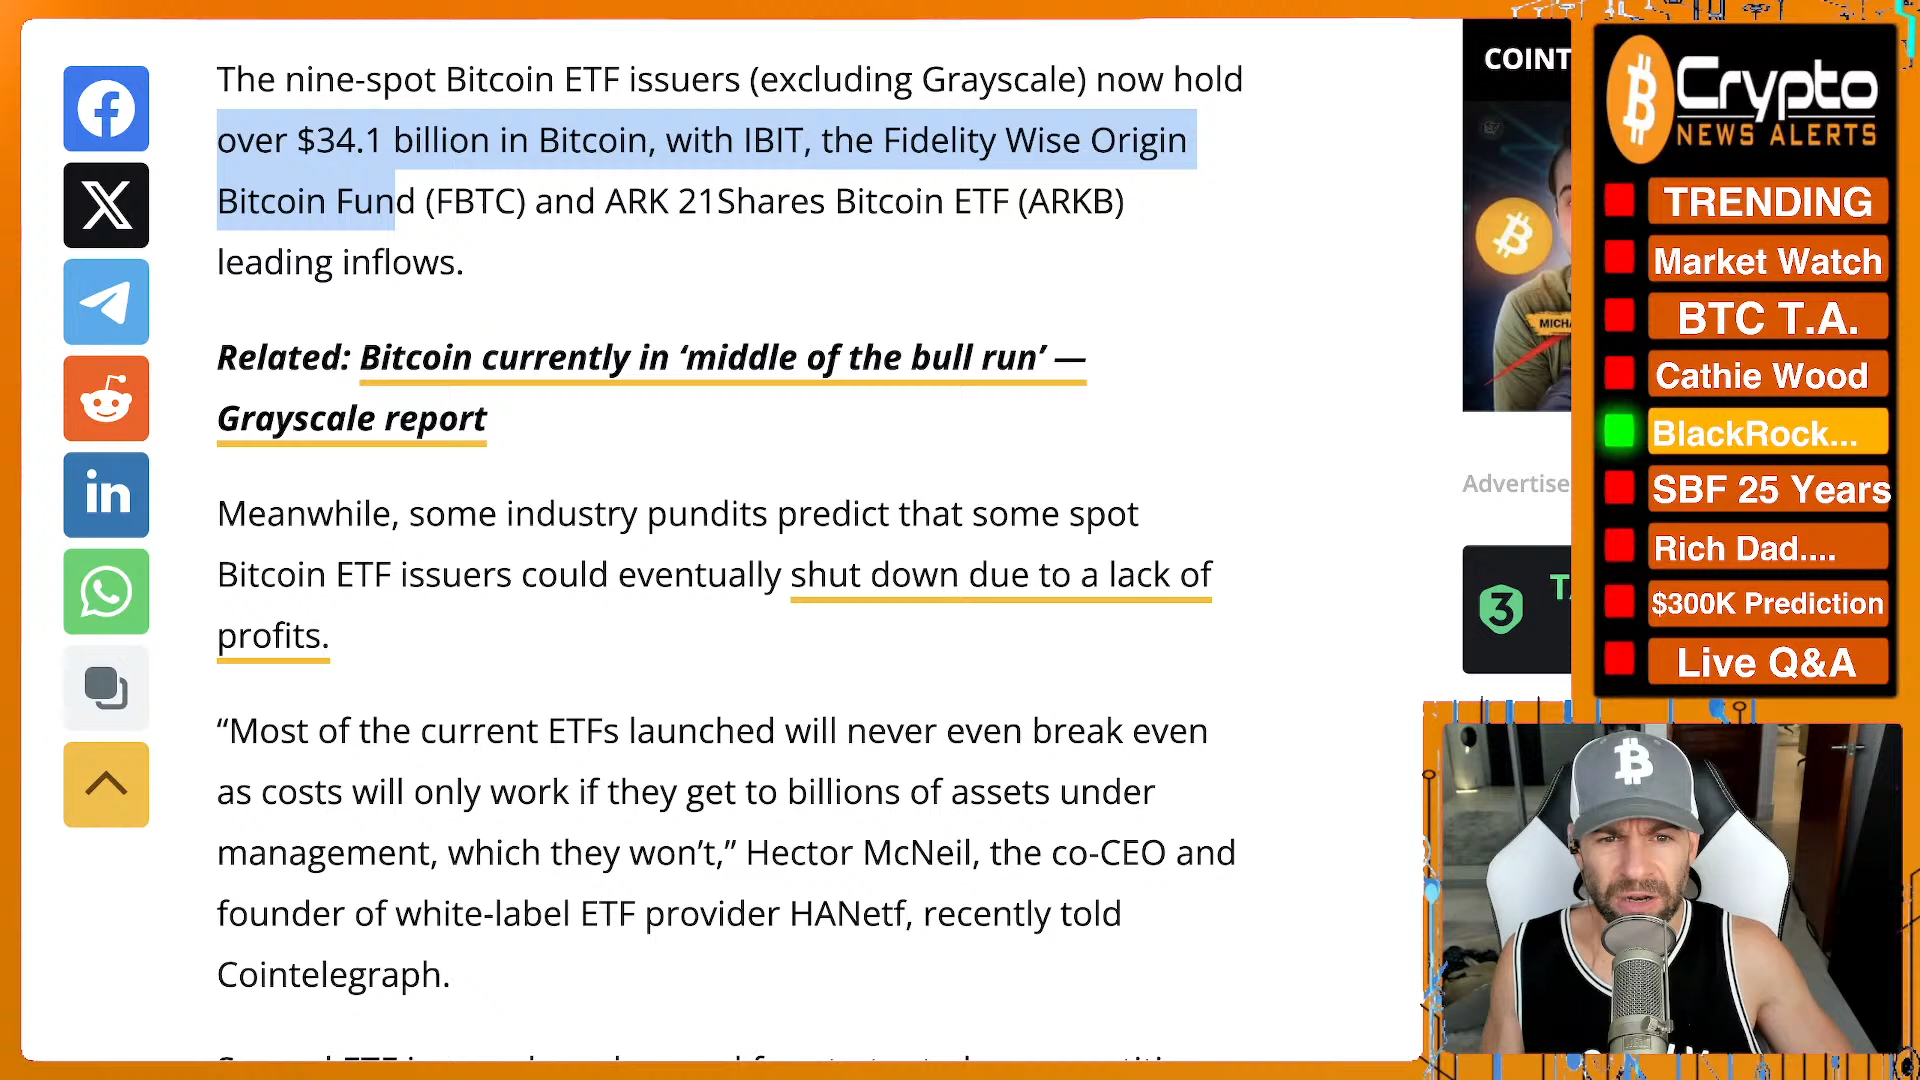 The nine-spot Bitcoin ETF issuers (excluding Grayscale) now hold
over $34.1 billion in Bitcoin, with IBIT, the Fidelity Wise Origin
Bitcoin Fund (FBTC) and ARK 21Shares Bitcoin ETF (ARKB)
leading inflows.
Related: Bitcoin currently in ‘middle of the bull run’ —
Grayscale report
Meanwhile, some industry pundits predict that some spot
Bitcoin ETF issuers could eventually shut down due to a lack of
profits.
“Most of the current ETFs launched will never even break even
as costs will only work if they get to billions of assets under
management, which they won’t,” Hector McNeil, the co-CEO and
founder of white-label ETF provider HANetf, recently told
Cointelegraph.
COINT
MICHA
Advertise
3
TA
Crypto
NEWS ALERTS
TRENDING
Market Watch
BTC T.A.
Cathie Wood
BlackRock...
SBF 25 Years
Rich Dad....
$300K Prediction
Live Q&A